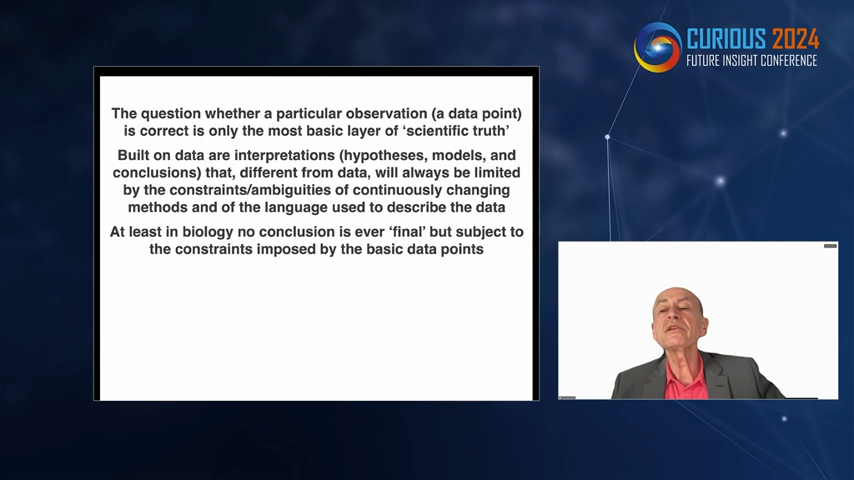 CURIOUS 2024
FUTURE INSIGHT CONFERENCE
The question whether a particular observation (a data point)
is correct is only the most basic layer of ‘scientific truth’
Built on data are interpretations (hypotheses, models, and
conclusions) that, different from data, will always be limited
by the constraints/ambiguities of continuously changing
methods and of the language used to describe the data
At least in biology no conclusion is ever ‘final’ but subject to
the constraints imposed by the basic data points